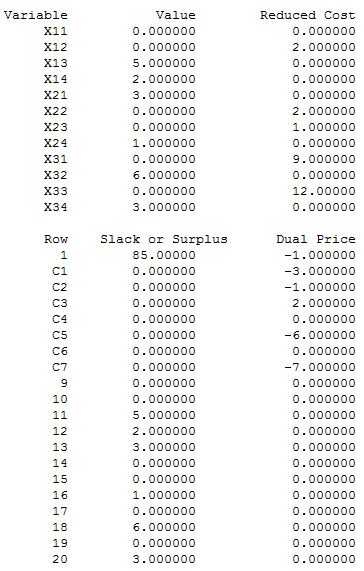 Variable Value Reduced Cost
X11 0.000000 0.000000
X12 0.000000 2.000000
X13 5.000000 0.000000
X14 2.000000 0.000000
X21 3.000000 0.000000
X22 0.000000 2.000000
X23 0.000000 1.000000
X24 1.000000 0.000000
X31 0.000000 9.000000
X32 6.000000 0.000000
X33 0.000000 12.00000
X34 3.000000 0.000000
Row Slack or Surplus Dual Price
1 85.00000 -1.000000
C1 0.000000 -3.000000
C2 0.000000 -1.000000
C3 0.000000 2.000000
C4 0.000000 0.000000
C5 0.000000 -6.000000
C6 0.000000 0.000000
C7 0.000000 -7.000000
9 0.000000 0.000000
10 0.000000 0.000000
11 5.000000 0.000000
12 2.000000 0.000000
13 3.000000 0.000000
14 0.000000 0.000000
15 0.000000 0.000000
16 1.000000 0.000000
17 0.000000 0.000000
18 6.000000 0.000000
19 0.000000 0.000000
20 3.000000 0.000000